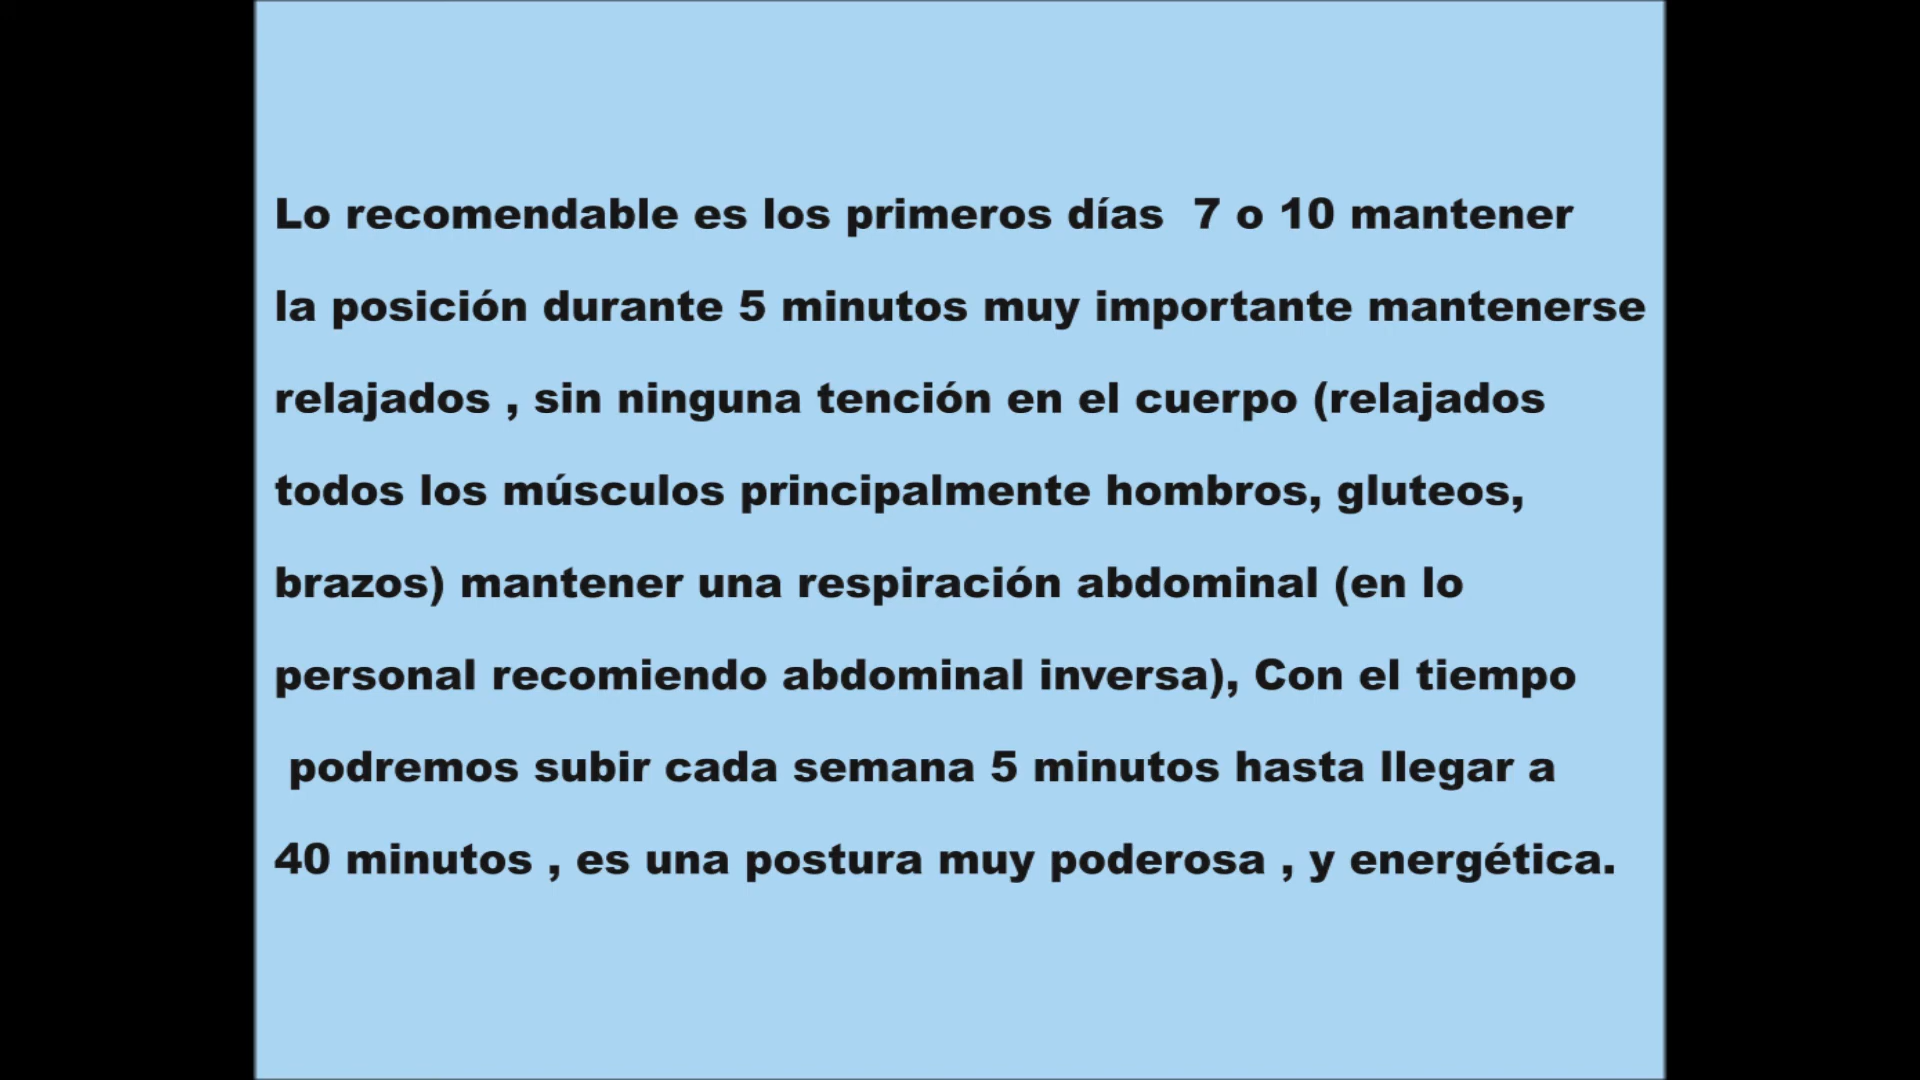 Lo recomendable es los primeros días  7 o 10 mantener
la posición durante 5 minutos muy importante mantenerse
relajados , sin ninguna tención en el cuerpo (relajados
todos los músculos principalmente hombros, gluteos,
brazos) mantener una respiración abdominal (en lo
personal recomiendo abdominal inversa), Con el tiempo
podremos subir cada semana 5 minutos hasta llegar a
40 minutos , es una postura muy poderosa , y energética.